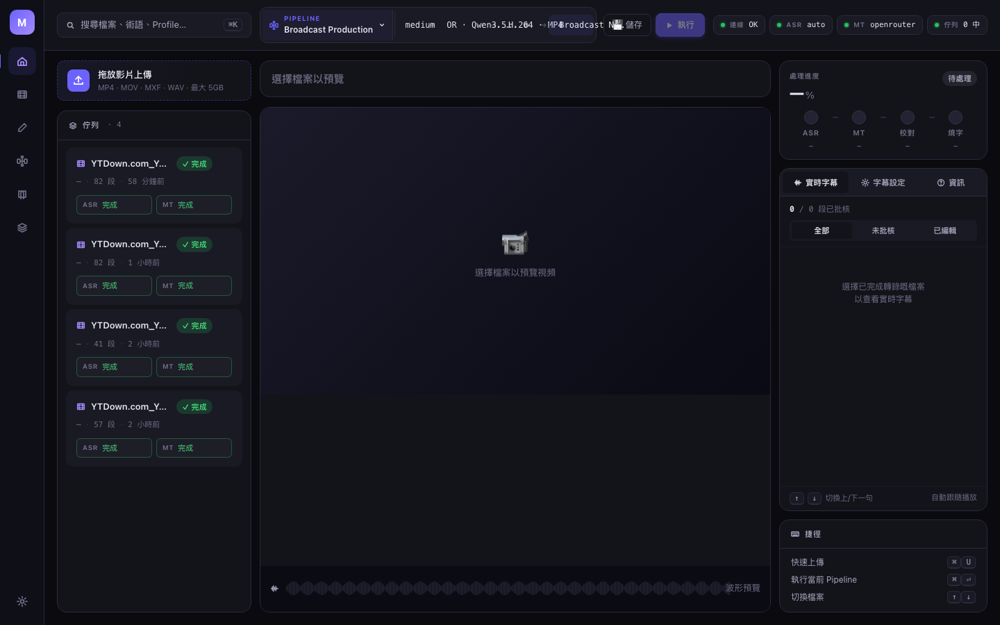 M
搜尋檔案、術語、Profile...
⌘K
PIPELINE
Broadcast Production
medium
OR · Qwen3.5
H.264 · MP4
Broadcast
儲存
執行
連線 OK
ASR auto
MT openrouter
佇列 0 中
拖放影片上傳
MP4 · MOV · MXF · WAV · 最大 5GB
佇列 · 4
YTDown.com_Y... 完成
— · 82 段 · 58 分鐘前
ASR 完成 MT 完成
YTDown.com_Y... 完成
— · 82 段 · 1 小時前
ASR 完成 MT 完成
YTDown.com_Y... 完成
— · 41 段 · 2 小時前
ASR 完成 MT 完成
YTDown.com_Y... 完成
— · 57 段 · 2 小時前
ASR 完成 MT 完成
選擇檔案以預覽
選擇檔案以預覽視頻
波形預覽
處理進度
待處理
—%
ASR MT 校對 燒字
– – – –
實時字幕 字幕設定 資訊
0 / 0 段已批核
全部 未批核 已編輯
選擇已完成轉錄嘅檔案
以查看實時字幕
↑ ↓ 切換上/下一句 自動跟隨播放
捷徑
快速上傳 ⌘ U
執行當前 Pipeline ⌘ ⏎
切換檔案 ↑ ↓